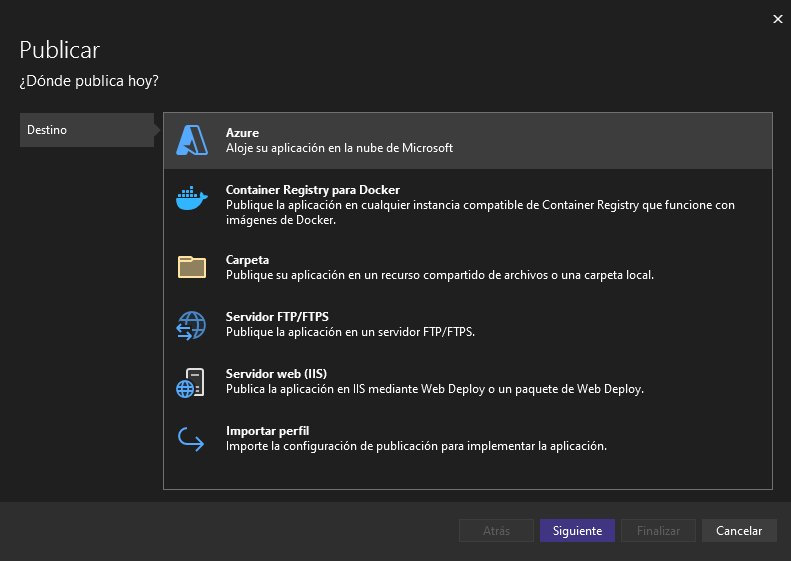 Publicar
¿Dónde publica hoy?
Destino
Azure
Aloje su aplicación en la nube de Microsoft
Container Registry para Docker
Publique la aplicación en cualquier instancia compatible de Container Registry que funcione con
imágenes de Docker.
Carpeta
Publique su aplicación en un recurso compartido de archivos o una carpeta local.
Servidor FTP/FTPS
Publique la aplicación en un servidor FTP/FTPS.
Servidor web (IIS)
Publica la aplicación en IIS mediante Web Deploy o un paquete de Web Deploy.
Importar perfil
Importe la configuración de publicación para implementar la aplicación.
Atrás
Siguiente
Finalizar
Cancelar